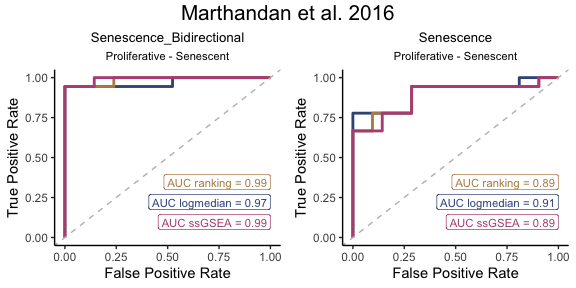 Marthandan et al. 2016
Senescence_Bidirectional
Proliferative - Senescent
True Positive Rate
1.00
0.75
0.50
0.25
0.00
AUC ranking = 0.99
AUC logmedian = 0.97
AUC ssGSEA = 0.99
0.00 0.25 0.50 0.75 1.00
False Positive Rate
Senescence
Proliferative - Senescent
True Positive Rate
1.00
0.75
0.50
0.25
0.00
AUC ranking = 0.89
AUC logmedian = 0.91
AUC ssGSEA = 0.89
0.00 0.25 0.50 0.75 1.00
False Positive Rate